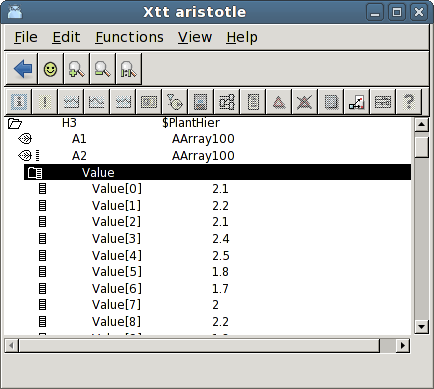 Xtt aristotle
File Edit Functions View Help
H3 $PlantHier
A1 AArray100
A2 AArray100
Value
Value[0] 2.1
Value[1] 2.2
Value[2] 2.1
Value[3] 2.4
Value[4] 2.5
Value[5] 1.8
Value[6] 1.7
Value[7] 2
Value[8] 2.2